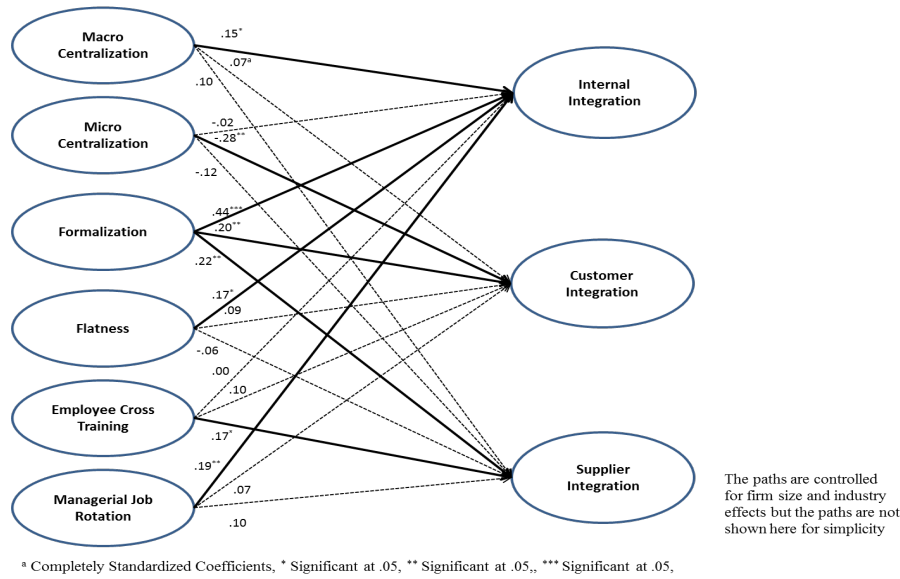 Macro
Centralization
.15*
.07ᵃ
.10
Micro
Centralization
-.02
-.28**
-.12
Formalization
.44***
.20**
.22**
Flatness
.17*
.09
-.06
Employee Cross
Training
.00
.10
.17*
Managerial Job
Rotation
.19**
.07
.10
Internal
Integration
Customer
Integration
Supplier
Integration
The paths are controlled
for firm size and industry
effects but the paths are not
shown here for simplicity
ᵃ Completely Standardized Coefficients, * Significant at .05, ** Significant at .05,, *** Significant at .05,